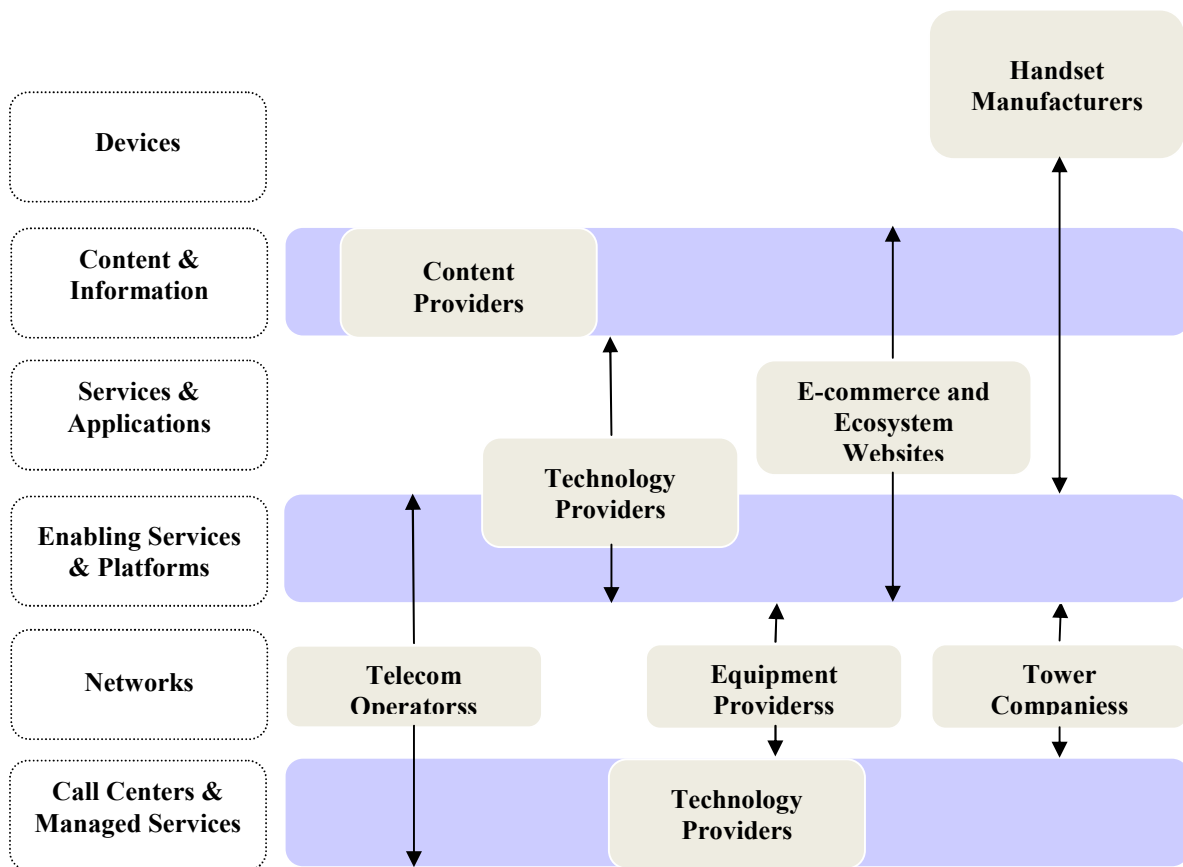 Handset
Manufacturers
Devices
Content &
Information
Content
Providers
Services &
Applications
E-commerce and
Ecosystem
Websites
Technology
Providers
Enabling Services
& Platforms
Networks
Telecom
Operatorss
Equipment
Providerss
Tower
Companiess
Call Centers &
Managed Services
Technology
Providers